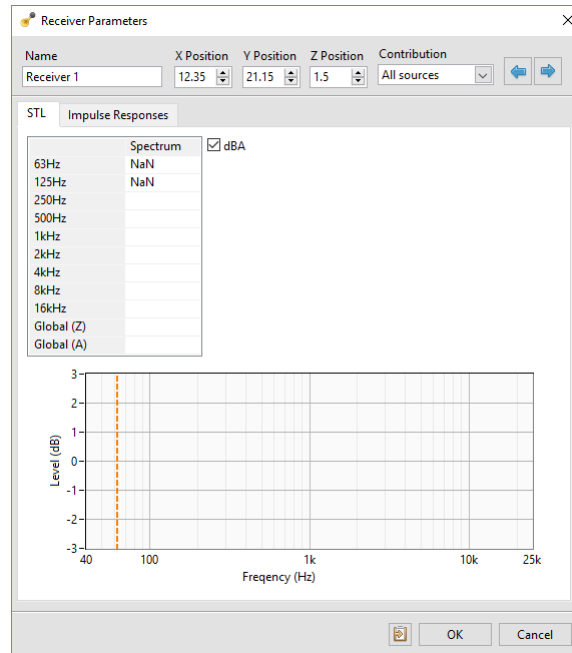 Receiver Parameters
Name X Position Y Position Z Position Contribution
Receiver 1 12.35 21.15 1.5 All sources
STL Impulse Responses
Spectrum dBA
63Hz NaN
125Hz NaN
250Hz
500Hz
1kHz
2kHz
4kHz
8kHz
16kHz
Global (Z)
Global (A)
3
2
1
0
-1
-2
-3
Level (dB)
40 100 1k 10k 25k
Freqency (Hz)
OK Cancel